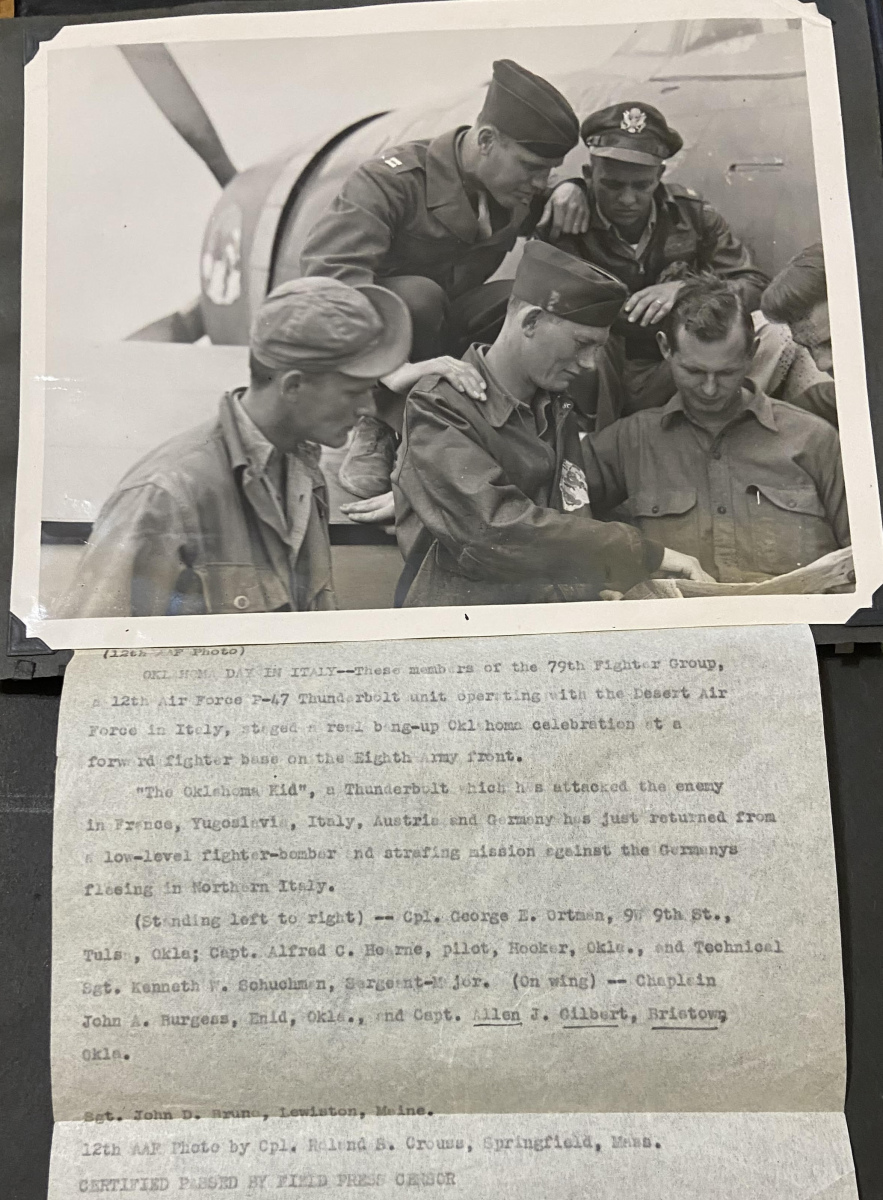 (12th AAF Photo)
OKLAHOMA DAY IN ITALY--These members of the 79th Fighter Group,
a 12th Air Force P-47 Thunderbolt unit operating with the Desert Air
Force in Italy, staged a real bang-up Oklahoma celebration at a
forward fighter base on the Eighth Army front.
"The Oklahoma Kid", a Thunderbolt which has attacked the enemy
in France, Yugoslavia, Italy, Austria and Germany has just returned from
a low-level fighter-bomber and strafing mission against the Germanys
fleeing in Northern Italy.
(Standing left to right) -- Cpl. George E. Ortman, 9W 9th St.,
Tulsa, Okla; Capt. Alfred C. Hearne, pilot, Hooker, Okla., and Technical
Sgt. Kenneth W. Schuchman, Sergeant-Major. (On wing) -- Chaplain
John A. Burgess, Enid, Okla., and Capt. Allen J. Gilbert, Bristown,
Okla.
Sgt. John D. Bruno, Lewiston, Maine.
12th AAF Photo by Cpl. Roland S. Crouss, Springfield, Mass.
CERTIFIED PASSED BY FIELD PRESS CENSOR